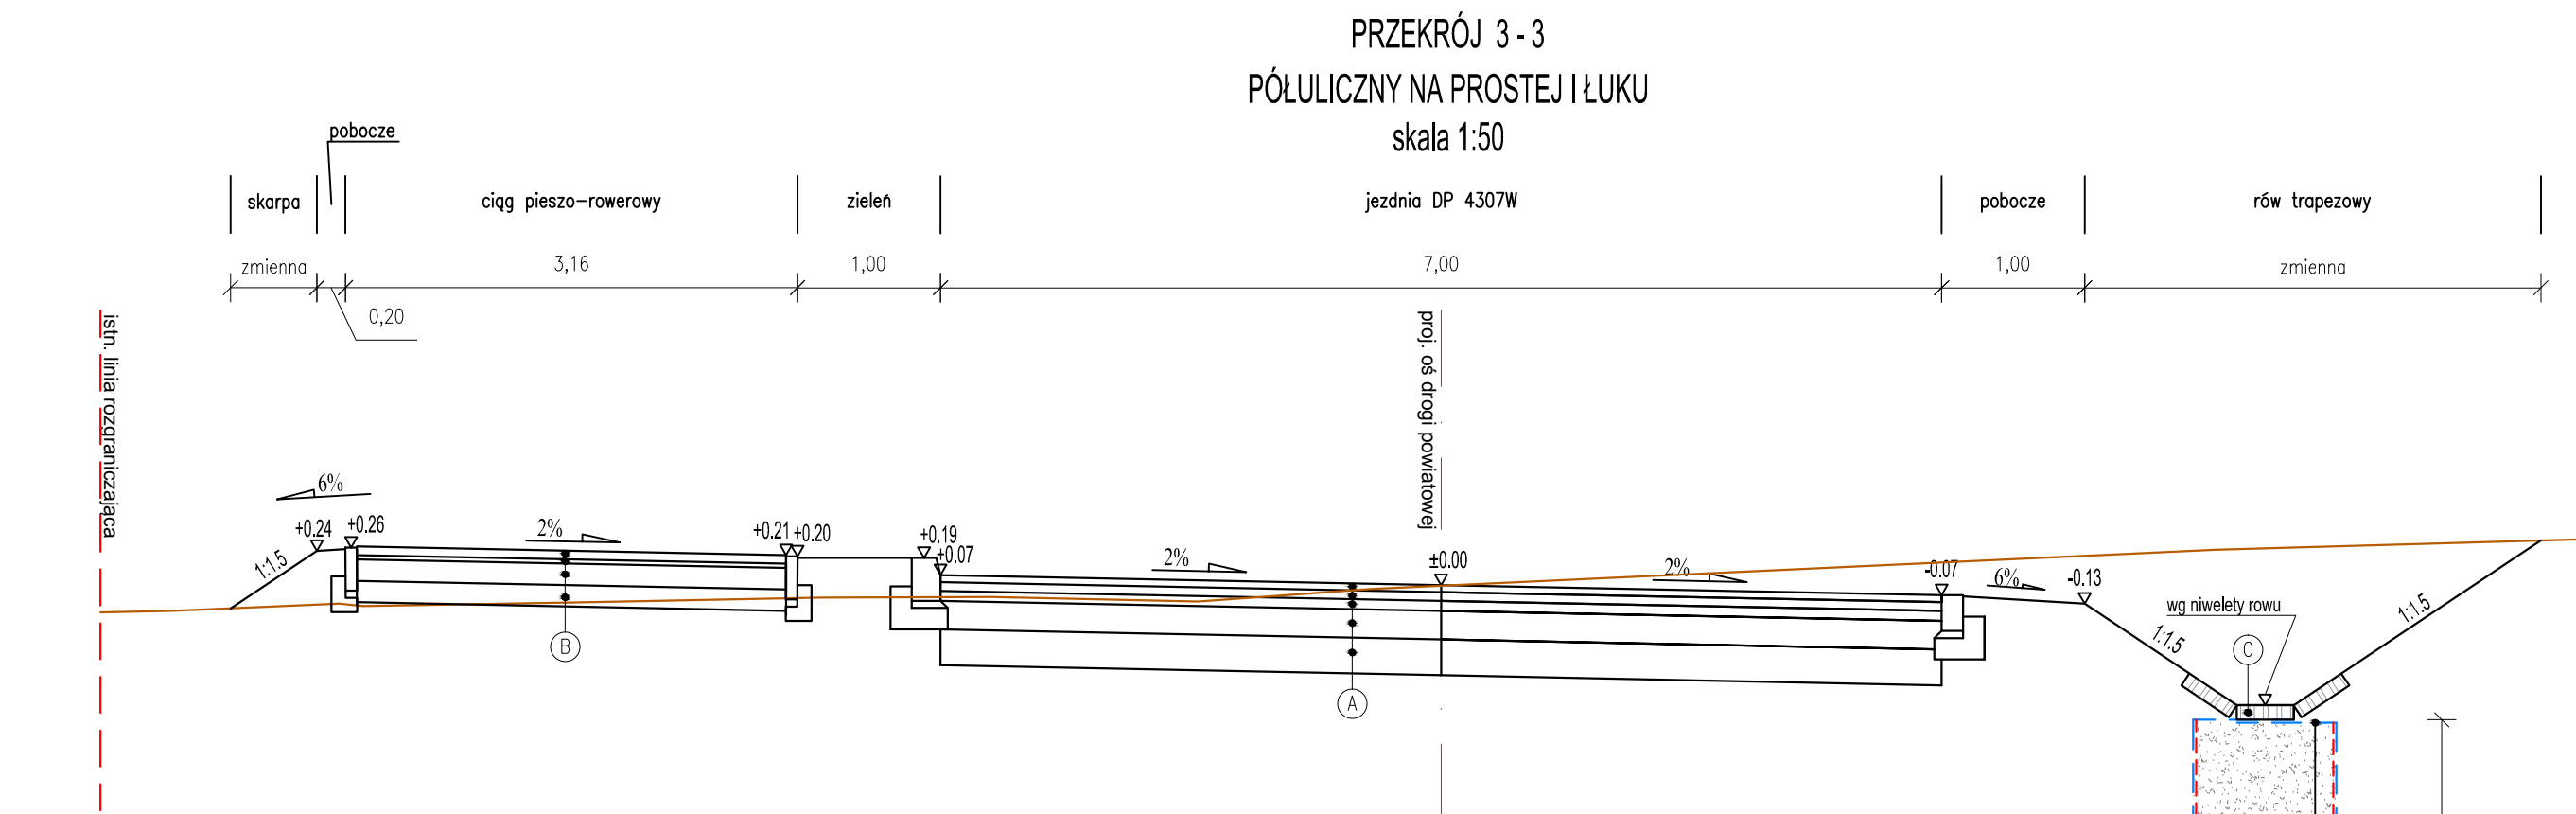 PRZEKRÓJ 3 - 3
PÓŁULICZNY NA PROSTEJ I ŁUKU
skala 1:50
pobocze
skarpa
ciąg pieszo-rowerowy
zieleń
jezdnia DP 4307W
pobocze
rów trapezowy
zmienna
3,16
1,00
7,00
1,00
zmienna
0,20
istn. linia rozgraniczająca
proj. oś drogi powiatowej
6%
+0.24
+0.26
2%
+0.21
+0.20
+0.19
+0.07
2%
±0.00
2%
-0.07
6%
-0.13
1:1.5
wg niwelety rowu
1:1.5
1:1.5
B
A
C